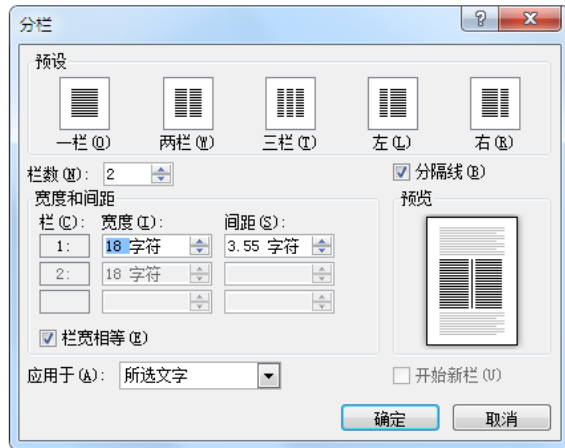 分栏
预设
一栏(O) 两栏(W) 三栏(T) 左(L) 右(R)
栏数(N): 2 分隔线(B)
宽度和间距 预览
栏(C): 宽度(I): 间距(S):
1: 18 字符 3.55 字符
2: 18 字符
栏宽相等(E)
应用于(A): 所选文字 开始新栏(U)
确定 取消